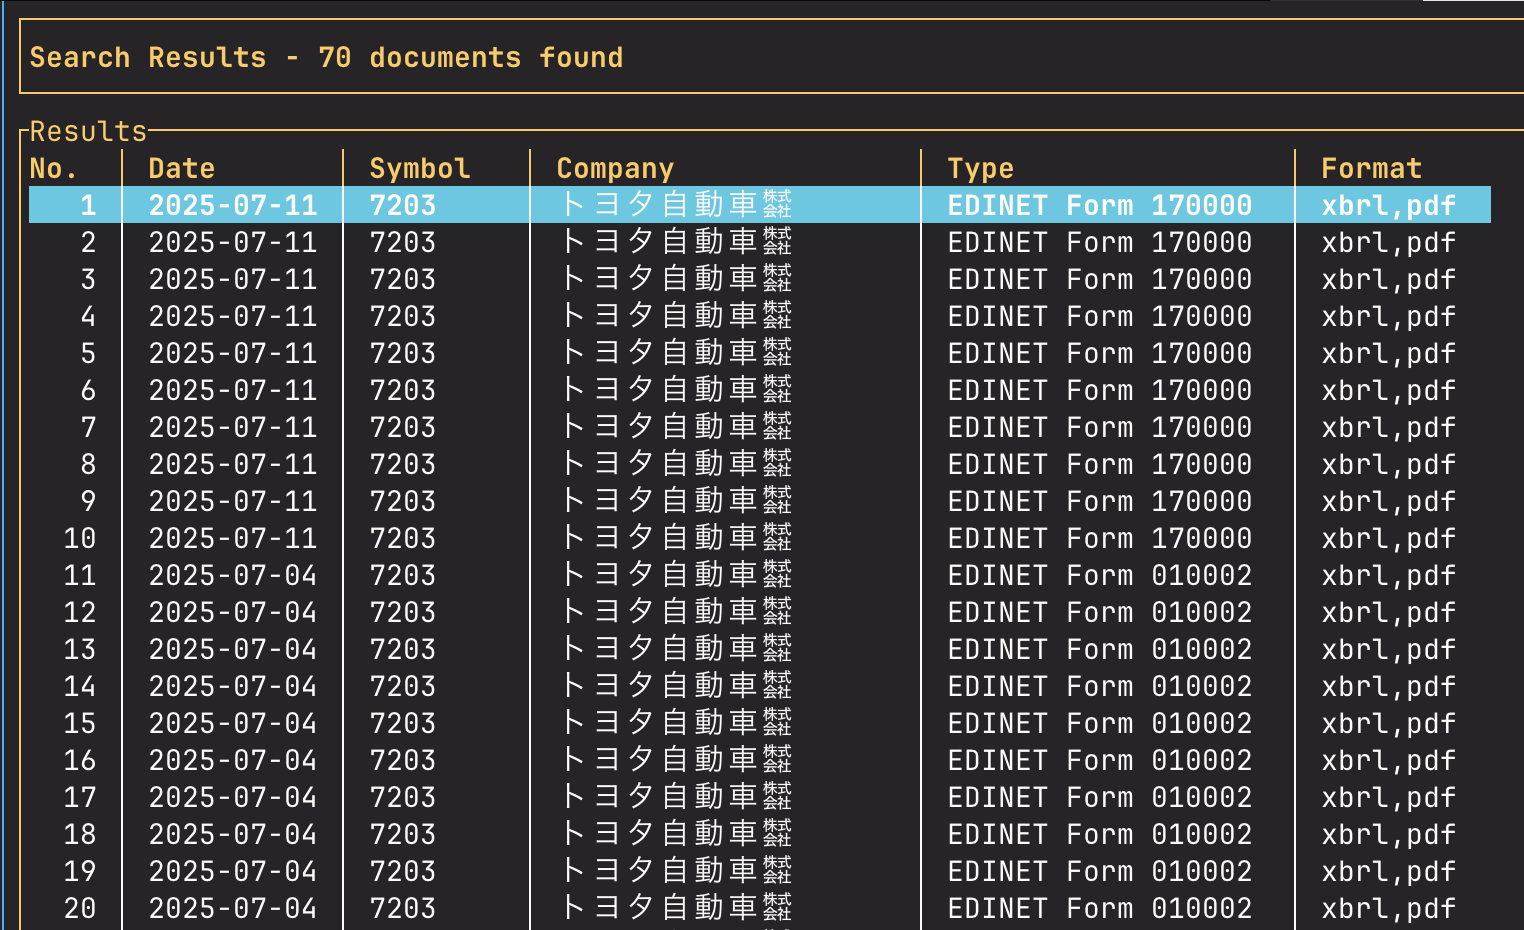 Search Results - 70 documents found
Results
No. Date Symbol Company Type Format
1 2025-07-11 7203 トヨタ自動車㍿ EDINET Form 170000 xbrl,pdf
2 2025-07-11 7203 トヨタ自動車㍿ EDINET Form 170000 xbrl,pdf
3 2025-07-11 7203 トヨタ自動車㍿ EDINET Form 170000 xbrl,pdf
4 2025-07-11 7203 トヨタ自動車㍿ EDINET Form 170000 xbrl,pdf
5 2025-07-11 7203 トヨタ自動車㍿ EDINET Form 170000 xbrl,pdf
6 2025-07-11 7203 トヨタ自動車㍿ EDINET Form 170000 xbrl,pdf
7 2025-07-11 7203 トヨタ自動車㍿ EDINET Form 170000 xbrl,pdf
8 2025-07-11 7203 トヨタ自動車㍿ EDINET Form 170000 xbrl,pdf
9 2025-07-11 7203 トヨタ自動車㍿ EDINET Form 170000 xbrl,pdf
10 2025-07-11 7203 トヨタ自動車㍿ EDINET Form 170000 xbrl,pdf
11 2025-07-04 7203 トヨタ自動車㍿ EDINET Form 010002 xbrl,pdf
12 2025-07-04 7203 トヨタ自動車㍿ EDINET Form 010002 xbrl,pdf
13 2025-07-04 7203 トヨタ自動車㍿ EDINET Form 010002 xbrl,pdf
14 2025-07-04 7203 トヨタ自動車㍿ EDINET Form 010002 xbrl,pdf
15 2025-07-04 7203 トヨタ自動車㍿ EDINET Form 010002 xbrl,pdf
16 2025-07-04 7203 トヨタ自動車㍿ EDINET Form 010002 xbrl,pdf
17 2025-07-04 7203 トヨタ自動車㍿ EDINET Form 010002 xbrl,pdf
18 2025-07-04 7203 トヨタ自動車㍿ EDINET Form 010002 xbrl,pdf
19 2025-07-04 7203 トヨタ自動車㍿ EDINET Form 010002 xbrl,pdf
20 2025-07-04 7203 トヨタ自動車㍿ EDINET Form 010002 xbrl,pdf